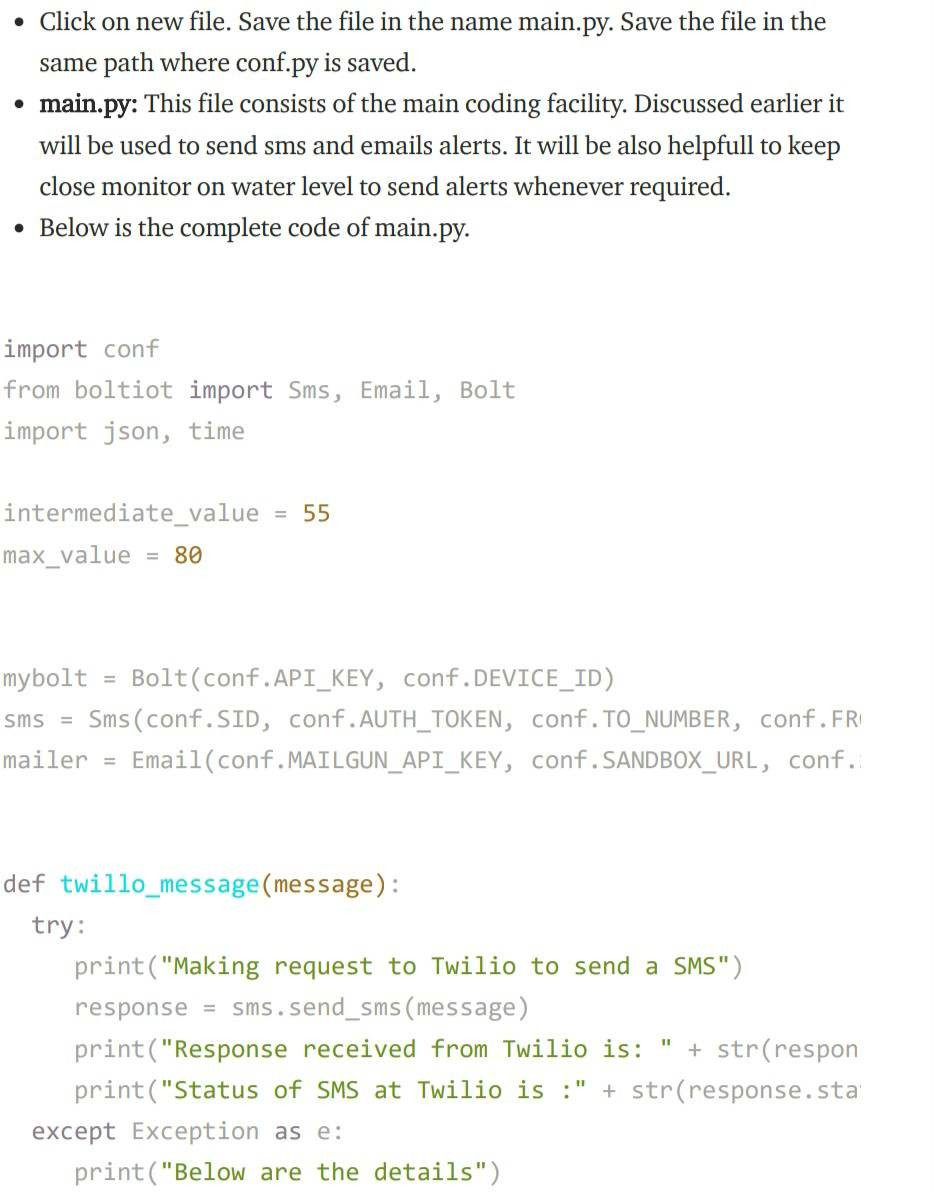 • Click on new file. Save the file in the name main.py. Save the file in the
same path where conf.py is saved.
• main.py: This file consists of the main coding facility. Discussed earlier it
will be used to send sms and emails alerts. It will be also helpfull to keep
close monitor on water level to send alerts whenever required.
• Below is the complete code of main.py.
import conf
from boltiot import Sms, Email, Bolt
import json, time
intermediate_value = 55
max_value = 80
mybolt = Bolt(conf.API_KEY, conf.DEVICE_ID)
sms = Sms(conf.SID, conf.AUTH_TOKEN, conf.TO_NUMBER, conf.FR
mailer = Email(conf.MAILGUN_API_KEY, conf.SANDBOX_URL, conf.
def twillo_message(message):
  try:
     print("Making request to Twilio to send a SMS")
     response = sms.send_sms(message)
     print("Response received from Twilio is: " + str(respon
     print("Status of SMS at Twilio is :" + str(response.sta
  except Exception as e:
     print("Below are the details")